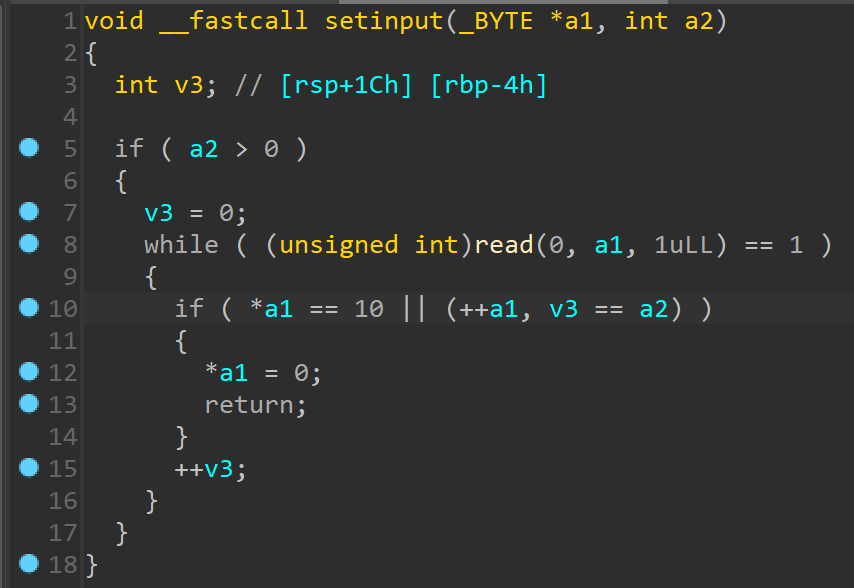 1 void __fastcall setinput(_BYTE *a1, int a2)
2 {
3   int v3; // [rsp+1Ch] [rbp-4h]
4
5   if ( a2 > 0 )
6   {
7     v3 = 0;
8     while ( (unsigned int)read(0, a1, 1uLL) == 1 )
9     {
10       if ( *a1 == 10 || (++a1, v3 == a2) )
11       {
12         *a1 = 0;
13         return;
14       }
15       ++v3;
16     }
17   }
18 }